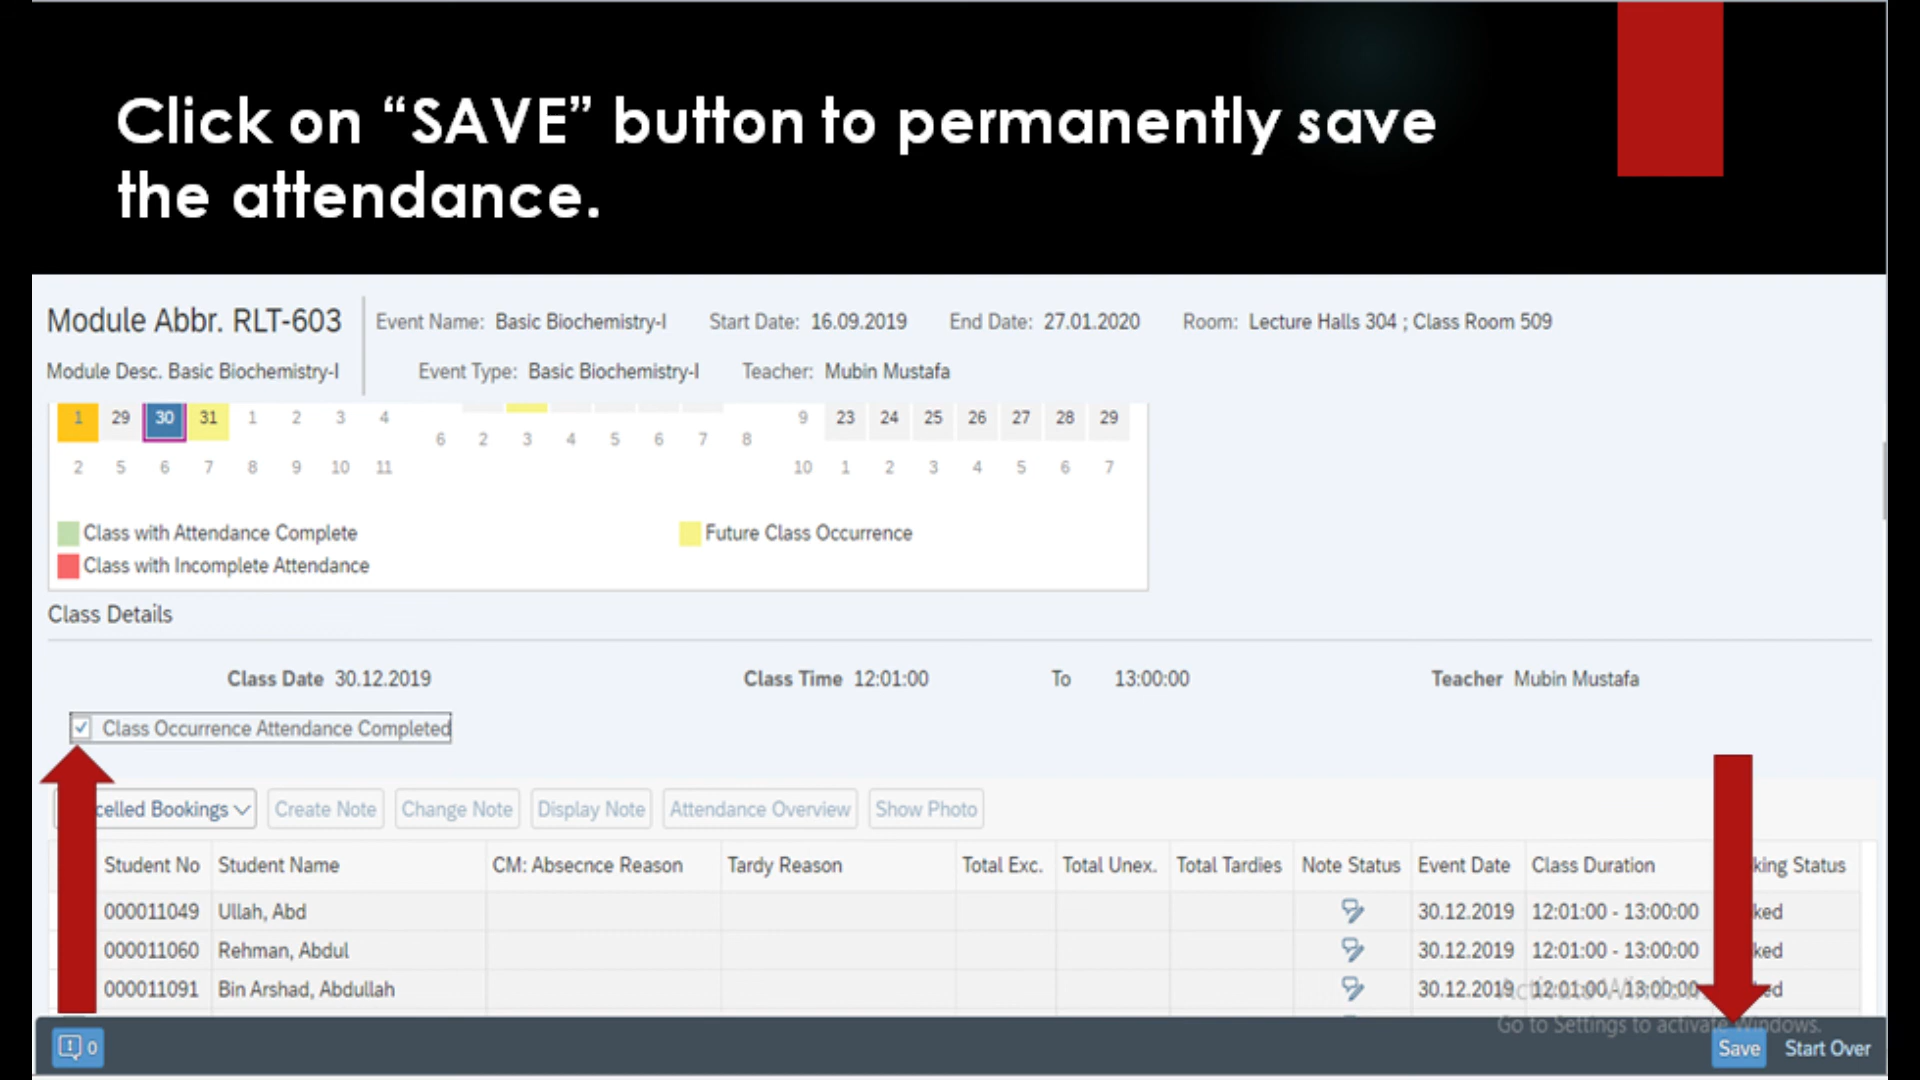 Click on “SAVE” button to permanently save
the attendance.
Module Abbr. RLT-603
Event Name: Basic Biochemistry-I Start Date: 16.09.2019 End Date: 27.01.2020 Room: Lecture Halls 304 ; Class Room 509
Module Desc. Basic Biochemistry-I
Event Type: Basic Biochemistry-I Teacher: Mubin Mustafa
1 29 30 31 1 2 3 4
9 23 24 25 26 27 28 29
6 2 3 4 5 6 7 8
2 5 6 7 8 9 10 11
10 1 2 3 4 5 6 7
Class with Attendance Complete Future Class Occurrence
Class with Incomplete Attendance
Class Details
Class Date 30.12.2019 Class Time 12:01:00 To 13:00:00 Teacher Mubin Mustafa
Class Occurrence Attendance Completed
celled Bookings Create Note Change Note Display Note Attendance Overview Show Photo
Student No Student Name CM: Absecnce Reason Tardy Reason Total Exc. Total Unex. Total Tardies Note Status Event Date Class Duration king Status
000011049 Ullah, Abd 30.12.2019 12:01:00 - 13:00:00 ked
000011060 Rehman, Abdul 30.12.2019 12:01:00 - 13:00:00 ked
000011091 Bin Arshad, Abdullah 30.12.2019 12:01:00 - 13:00:00 ed
Activate Windows
Go to Settings to activate Windows.
0 Save Start Over